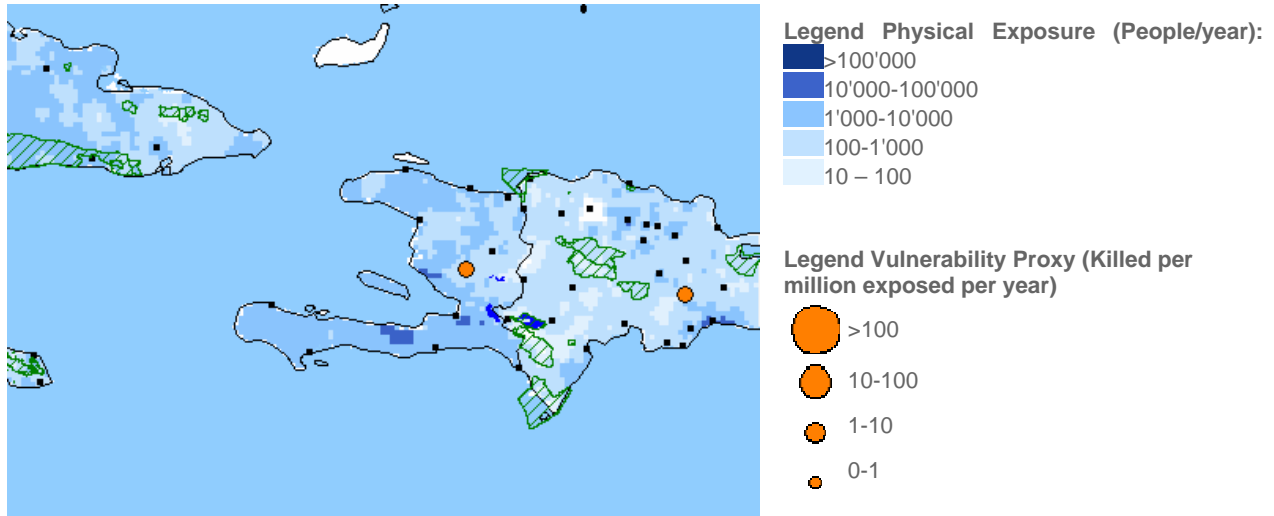 Legend Physical Exposure (People/year):
>100'000
10'000-100'000
1'000-10'000
100-1'000
10 – 100
Legend Vulnerability Proxy (Killed per
million exposed per year)
>100
10-100
1-10
0-1